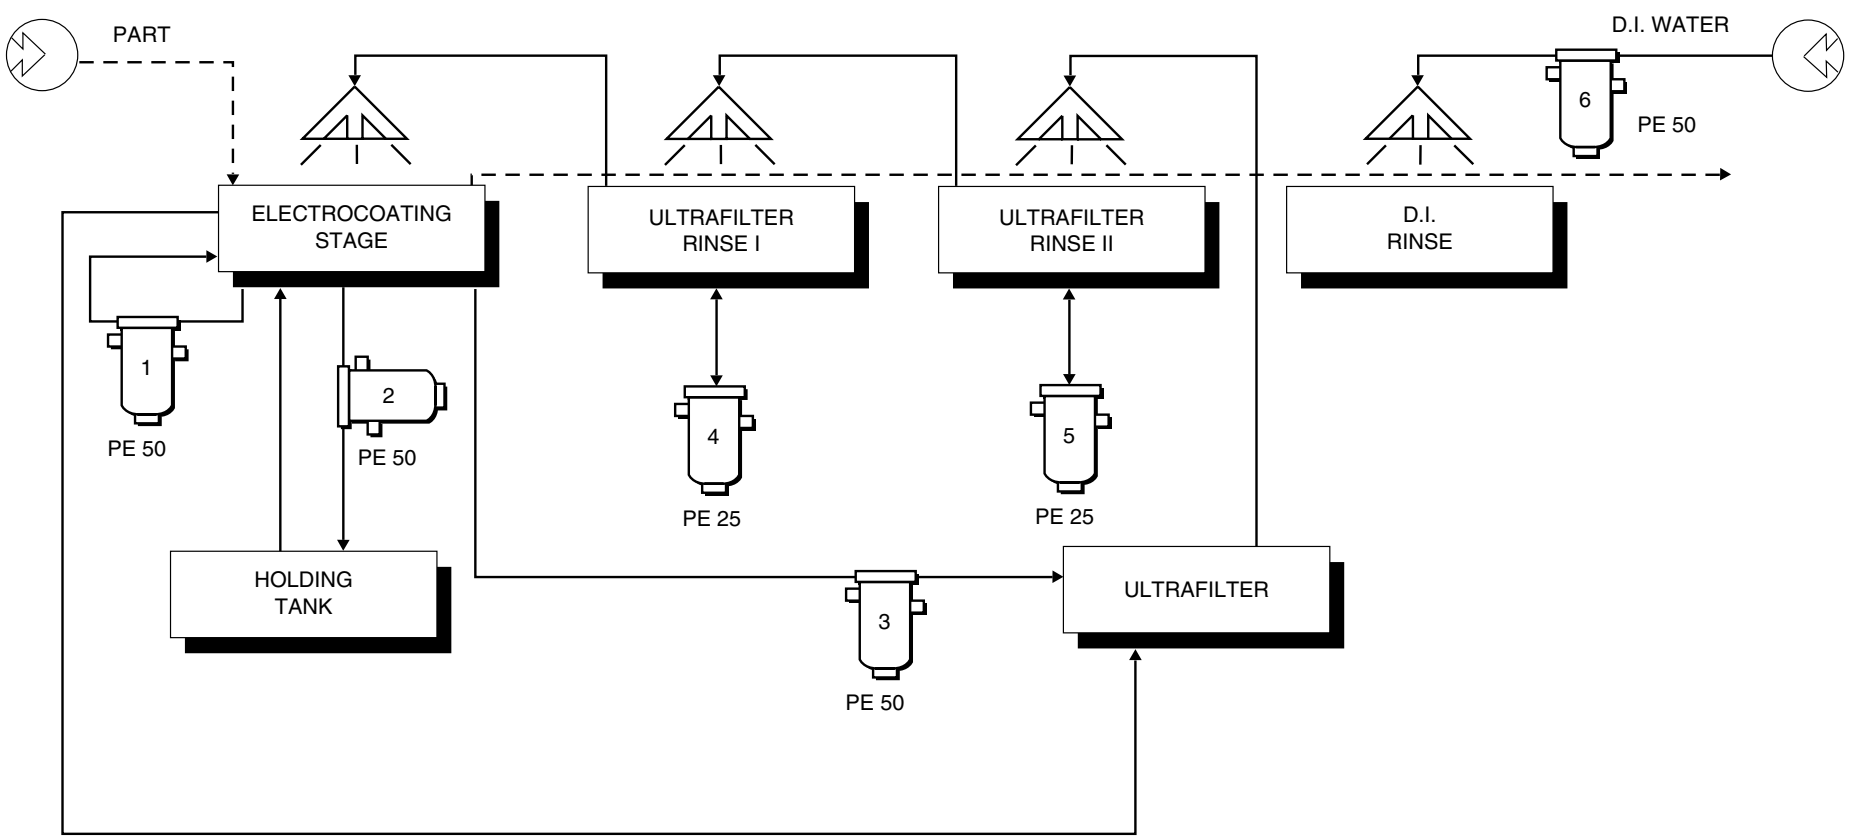 PART
D.I. WATER
6
PE 50
ELECTROCOATING
STAGE
ULTRAFILTER
RINSE I
ULTRAFILTER
RINSE II
D.I.
RINSE
1
PE 50
2
PE 50
4
PE 25
5
PE 25
HOLDING
TANK
3
PE 50
ULTRAFILTER